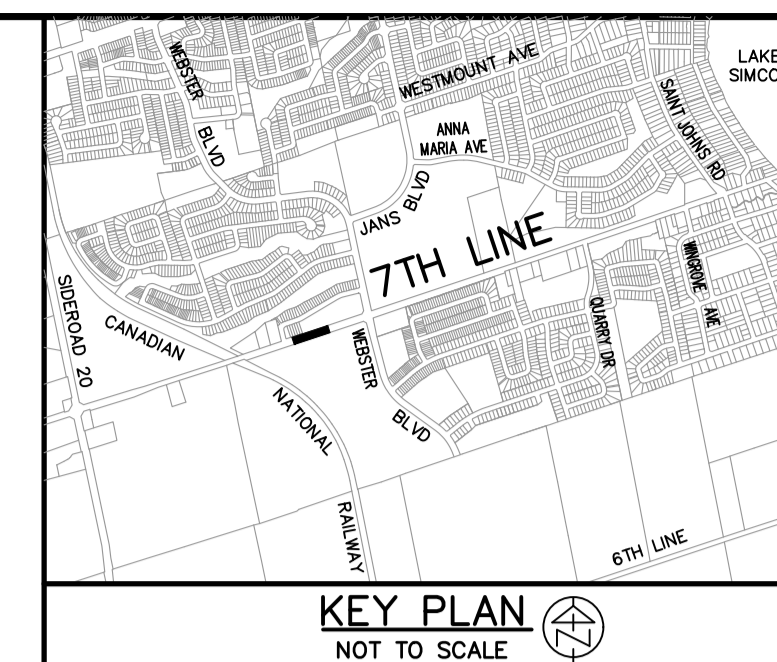 WEBSTER
BLVD
WESTMOUNT AVE
LAKE
SIMCO
ANNA
MARIA AVE
SAINT JOHNS RD
JANS BLVD
7TH LINE
WINGROVE AVE
SIDEROAD 20
CANADIAN
NATIONAL
RAILWAY
WEBSTER
BLVD
QUARRY DR
6TH LINE
KEY PLAN
N
NOT TO SCALE